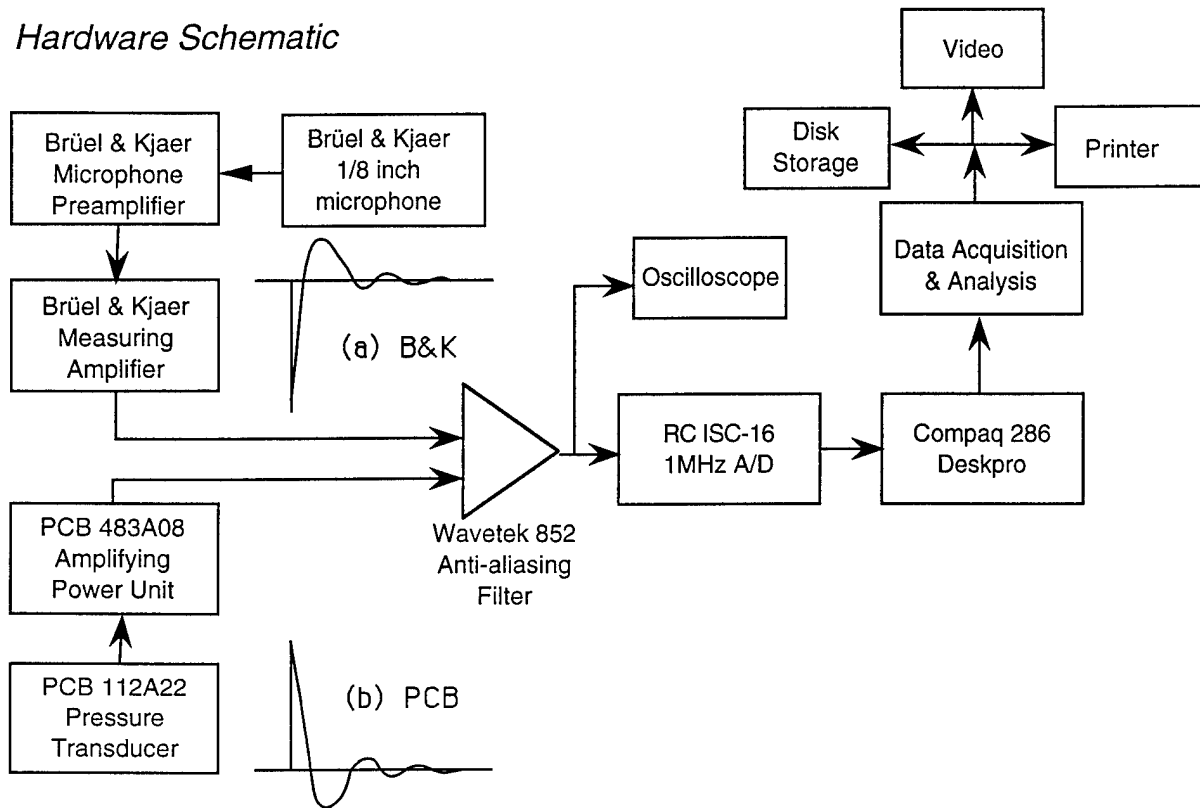 Hardware Schematic
Brüel & Kjaer
Microphone
Preamplifier
Brüel & Kjaer
1/8 inch
microphone
Brüel & Kjaer
Measuring
Amplifier
(a) B&K
PCB 483A08
Amplifying
Power Unit
PCB 112A22
Pressure
Transducer
(b) PCB
Wavetek 852
Anti-aliasing
Filter
Oscilloscope
RC ISC-16
1MHz A/D
Compaq 286
Deskpro
Data Acquisition
& Analysis
Disk
Storage
Video
Printer